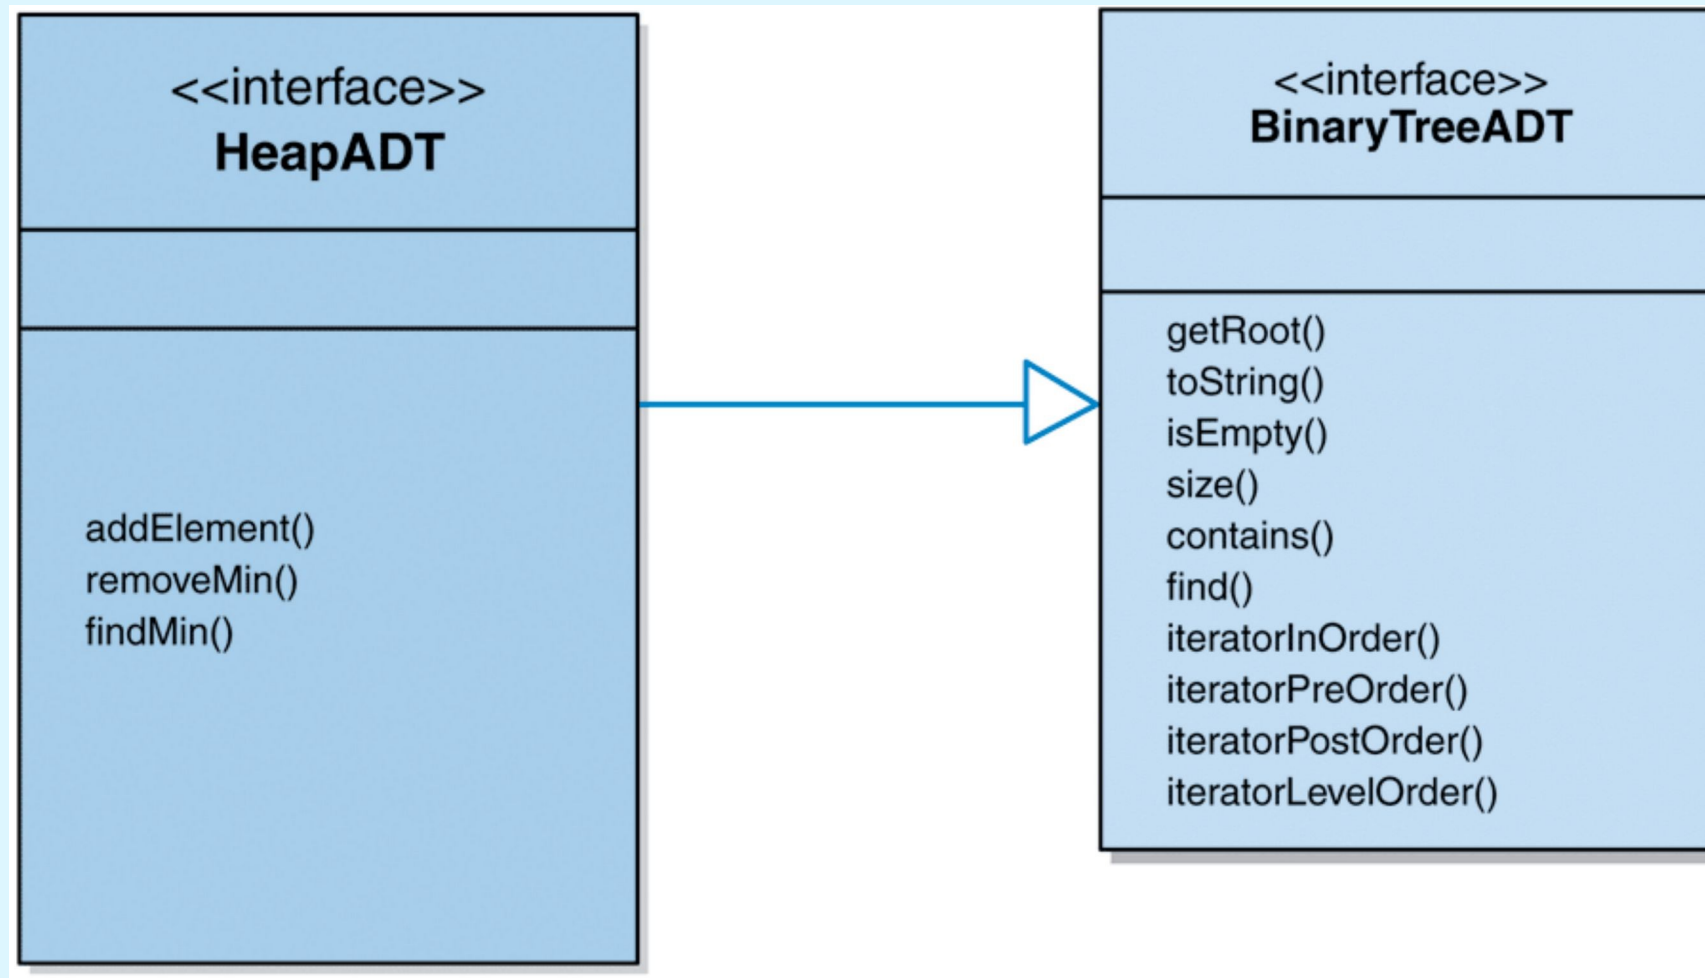 <<interface>>
HeapADT
addElement()
removeMin()
findMin()
<<interface>>
BinaryTreeADT
getRoot()
toString()
isEmpty()
size()
contains()
find()
iteratorInOrder()
iteratorPreOrder()
iteratorPostOrder()
iteratorLevelOrder()